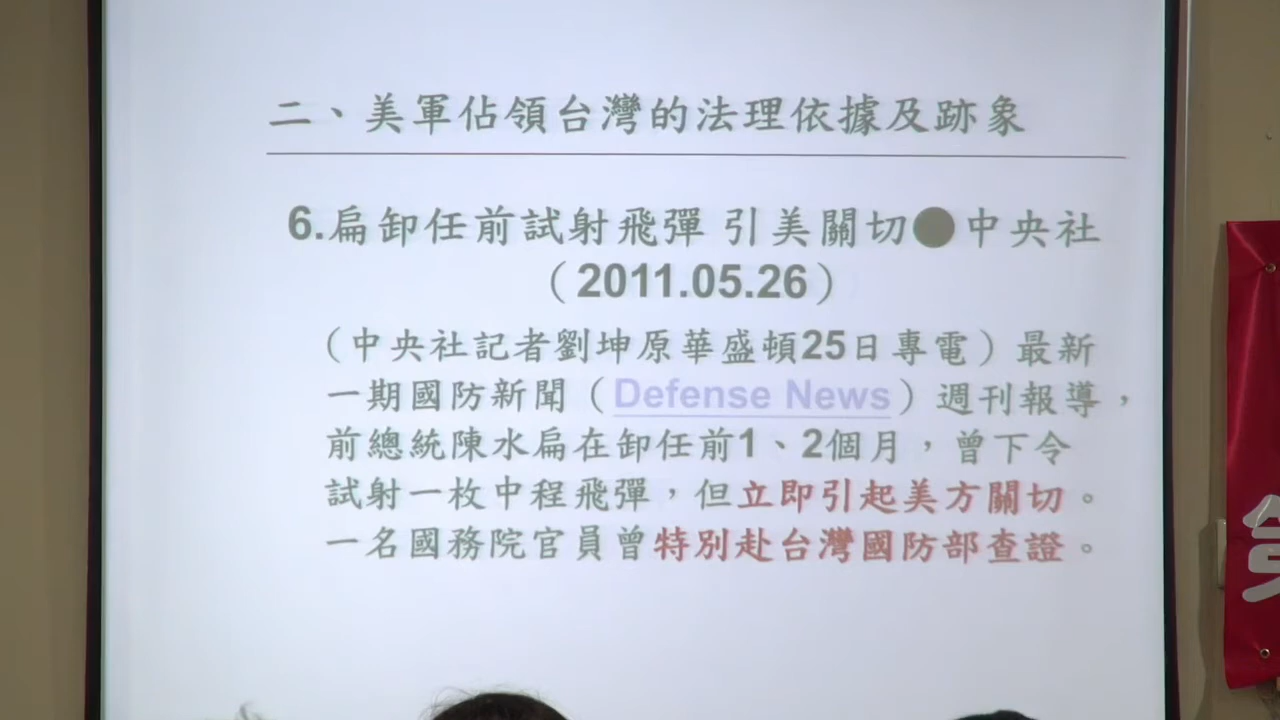 二、美軍佔領台灣的法理依據及跡象
6.扁卸任前試射飛彈 引美關切●中央社
（2011.05.26）
（中央社記者劉坤原華盛頓25日專電）最新
一期國防新聞（Defense News）週刊報導，
前總統陳水扁在卸任前1、2個月，曾下令
試射一枚中程飛彈，但立即引起美方關切。
一名國務院官員曾特別赴台灣國防部查證。